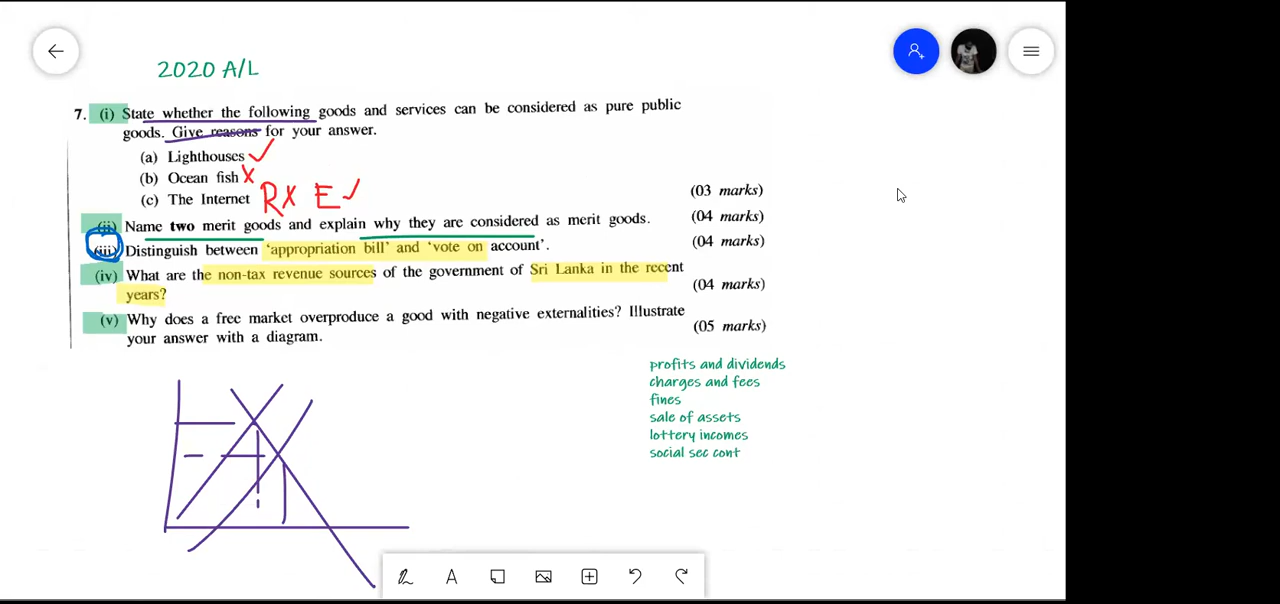 2020 A/L
7. (i) State whether the following goods and services can be considered as pure public
goods. Give reasons for your answer.
(a) Lighthouses
(b) Ocean fish X
(c) The Internet RX E (03 marks)
(ii) Name two merit goods and explain why they are considered as merit goods. (04 marks)
(iii) Distinguish between 'appropriation bill' and 'vote on account'. (04 marks)
(iv) What are the non-tax revenue sources of the government of Sri Lanka in the recent
years? (04 marks)
(v) Why does a free market overproduce a good with negative externalities? Illustrate
your answer with a diagram. (05 marks)
profits and dividends
charges and fees
fines
sale of assets
lottery incomes
social sec cont
A